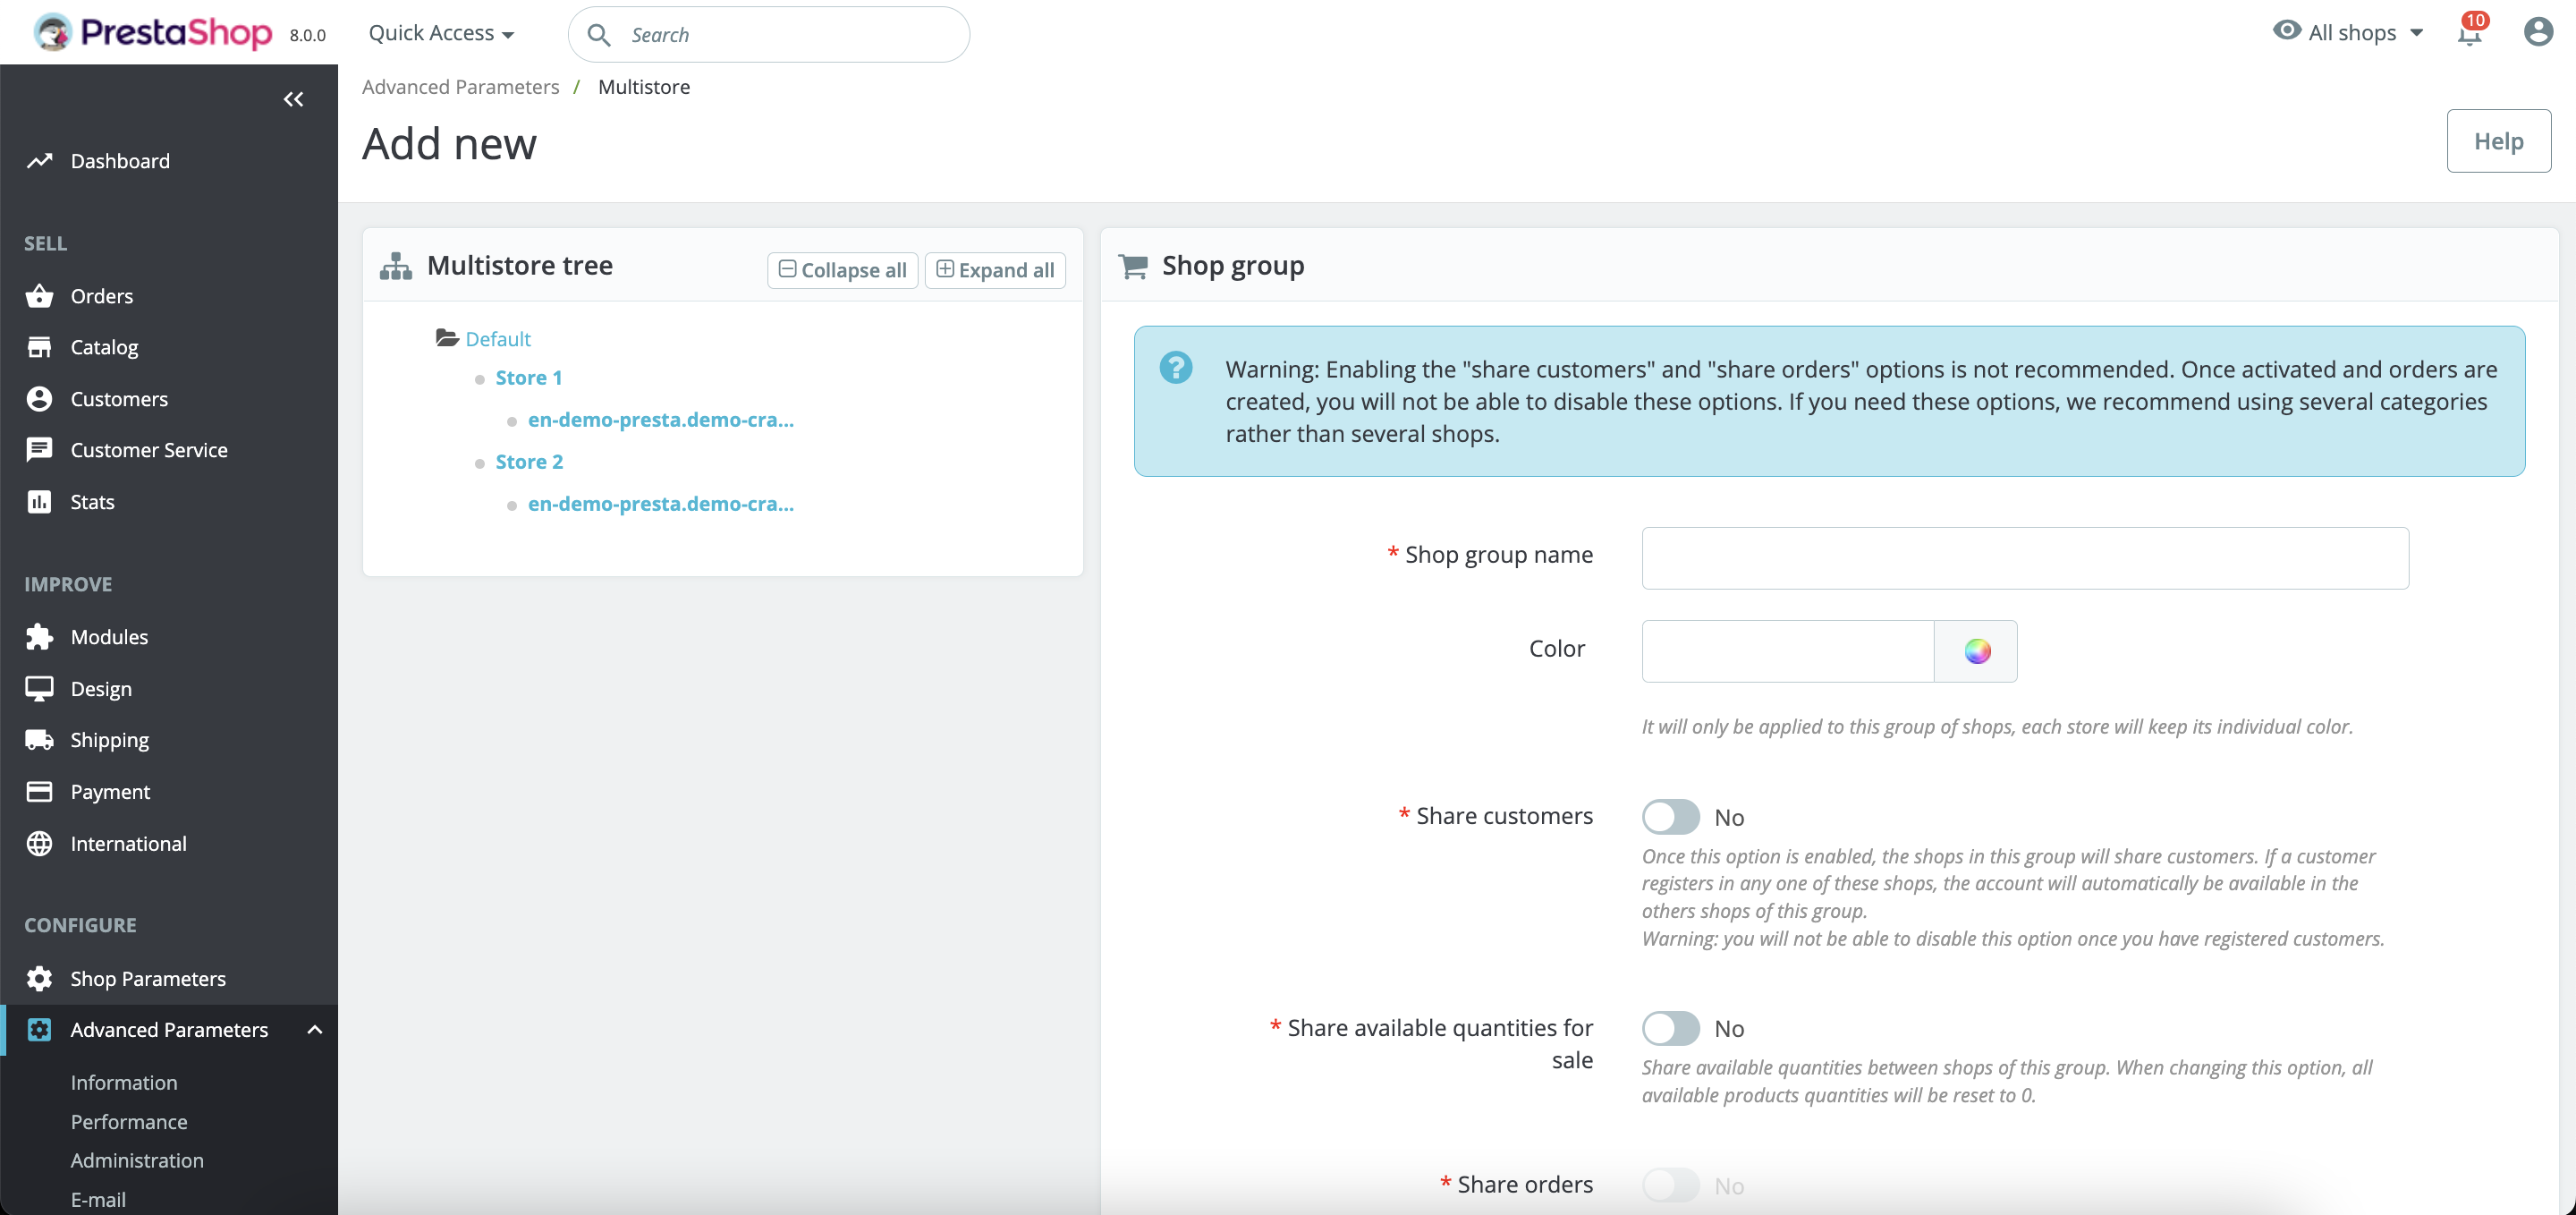 PrestaShop 8.0.0
Quick Access
Search
All shops
10
Advanced Parameters / Multistore
Add new
Help
Dashboard
SELL
Orders
Catalog
Customers
Customer Service
Stats
IMPROVE
Modules
Design
Shipping
Payment
International
CONFIGURE
Shop Parameters
Advanced Parameters
Information
Performance
Administration
E-mail
Multistore tree
Collapse all
Expand all
Default
Store 1
en-demo-presta.demo-cra...
Store 2
en-demo-presta.demo-cra...
Shop group
Warning: Enabling the "share customers" and "share orders" options is not recommended. Once activated and orders are
created, you will not be able to disable these options. If you need these options, we recommend using several categories
rather than several shops.
* Shop group name
Color
It will only be applied to this group of shops, each store will keep its individual color.
* Share customers
No
Once this option is enabled, the shops in this group will share customers. If a customer
registers in any one of these shops, the account will automatically be available in the
others shops of this group.
Warning: you will not be able to disable this option once you have registered customers.
* Share available quantities for
sale
No
Share available quantities between shops of this group. When changing this option, all
available products quantities will be reset to 0.
* Share orders
No